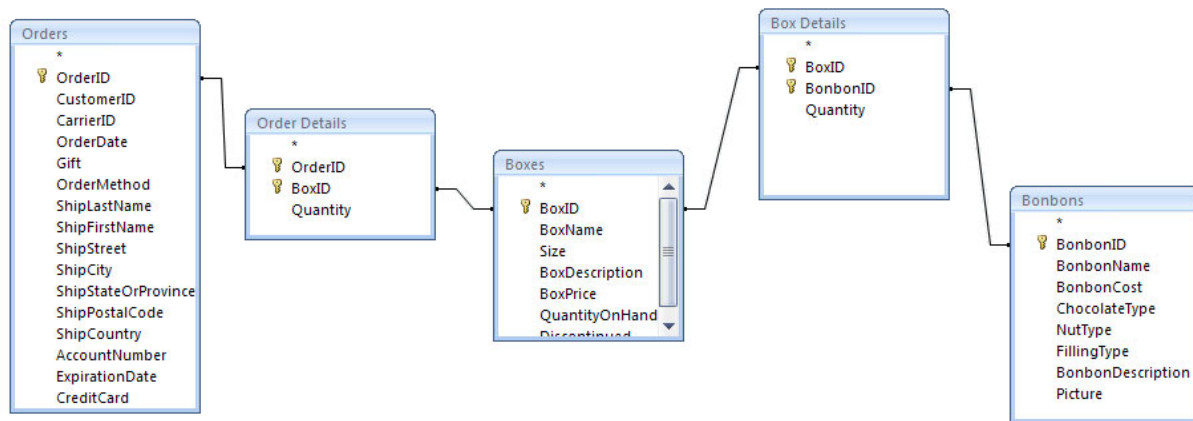 Orders
*
OrderID
CustomerID
CarrierID
OrderDate
Gift
OrderMethod
ShipLastName
ShipFirstName
ShipStreet
ShipCity
ShipStateOrProvince
ShipPostalCode
ShipCountry
AccountNumber
ExpirationDate
CreditCard
Order Details
*
OrderID
BoxID
Quantity
Boxes
*
BoxID
BoxName
Size
BoxDescription
BoxPrice
QuantityOnHand
Discontinued
Box Details
*
BoxID
BonbonID
Quantity
Bonbons
*
BonbonID
BonbonName
BonbonCost
ChocolateType
NutType
FillingType
BonbonDescription
Picture